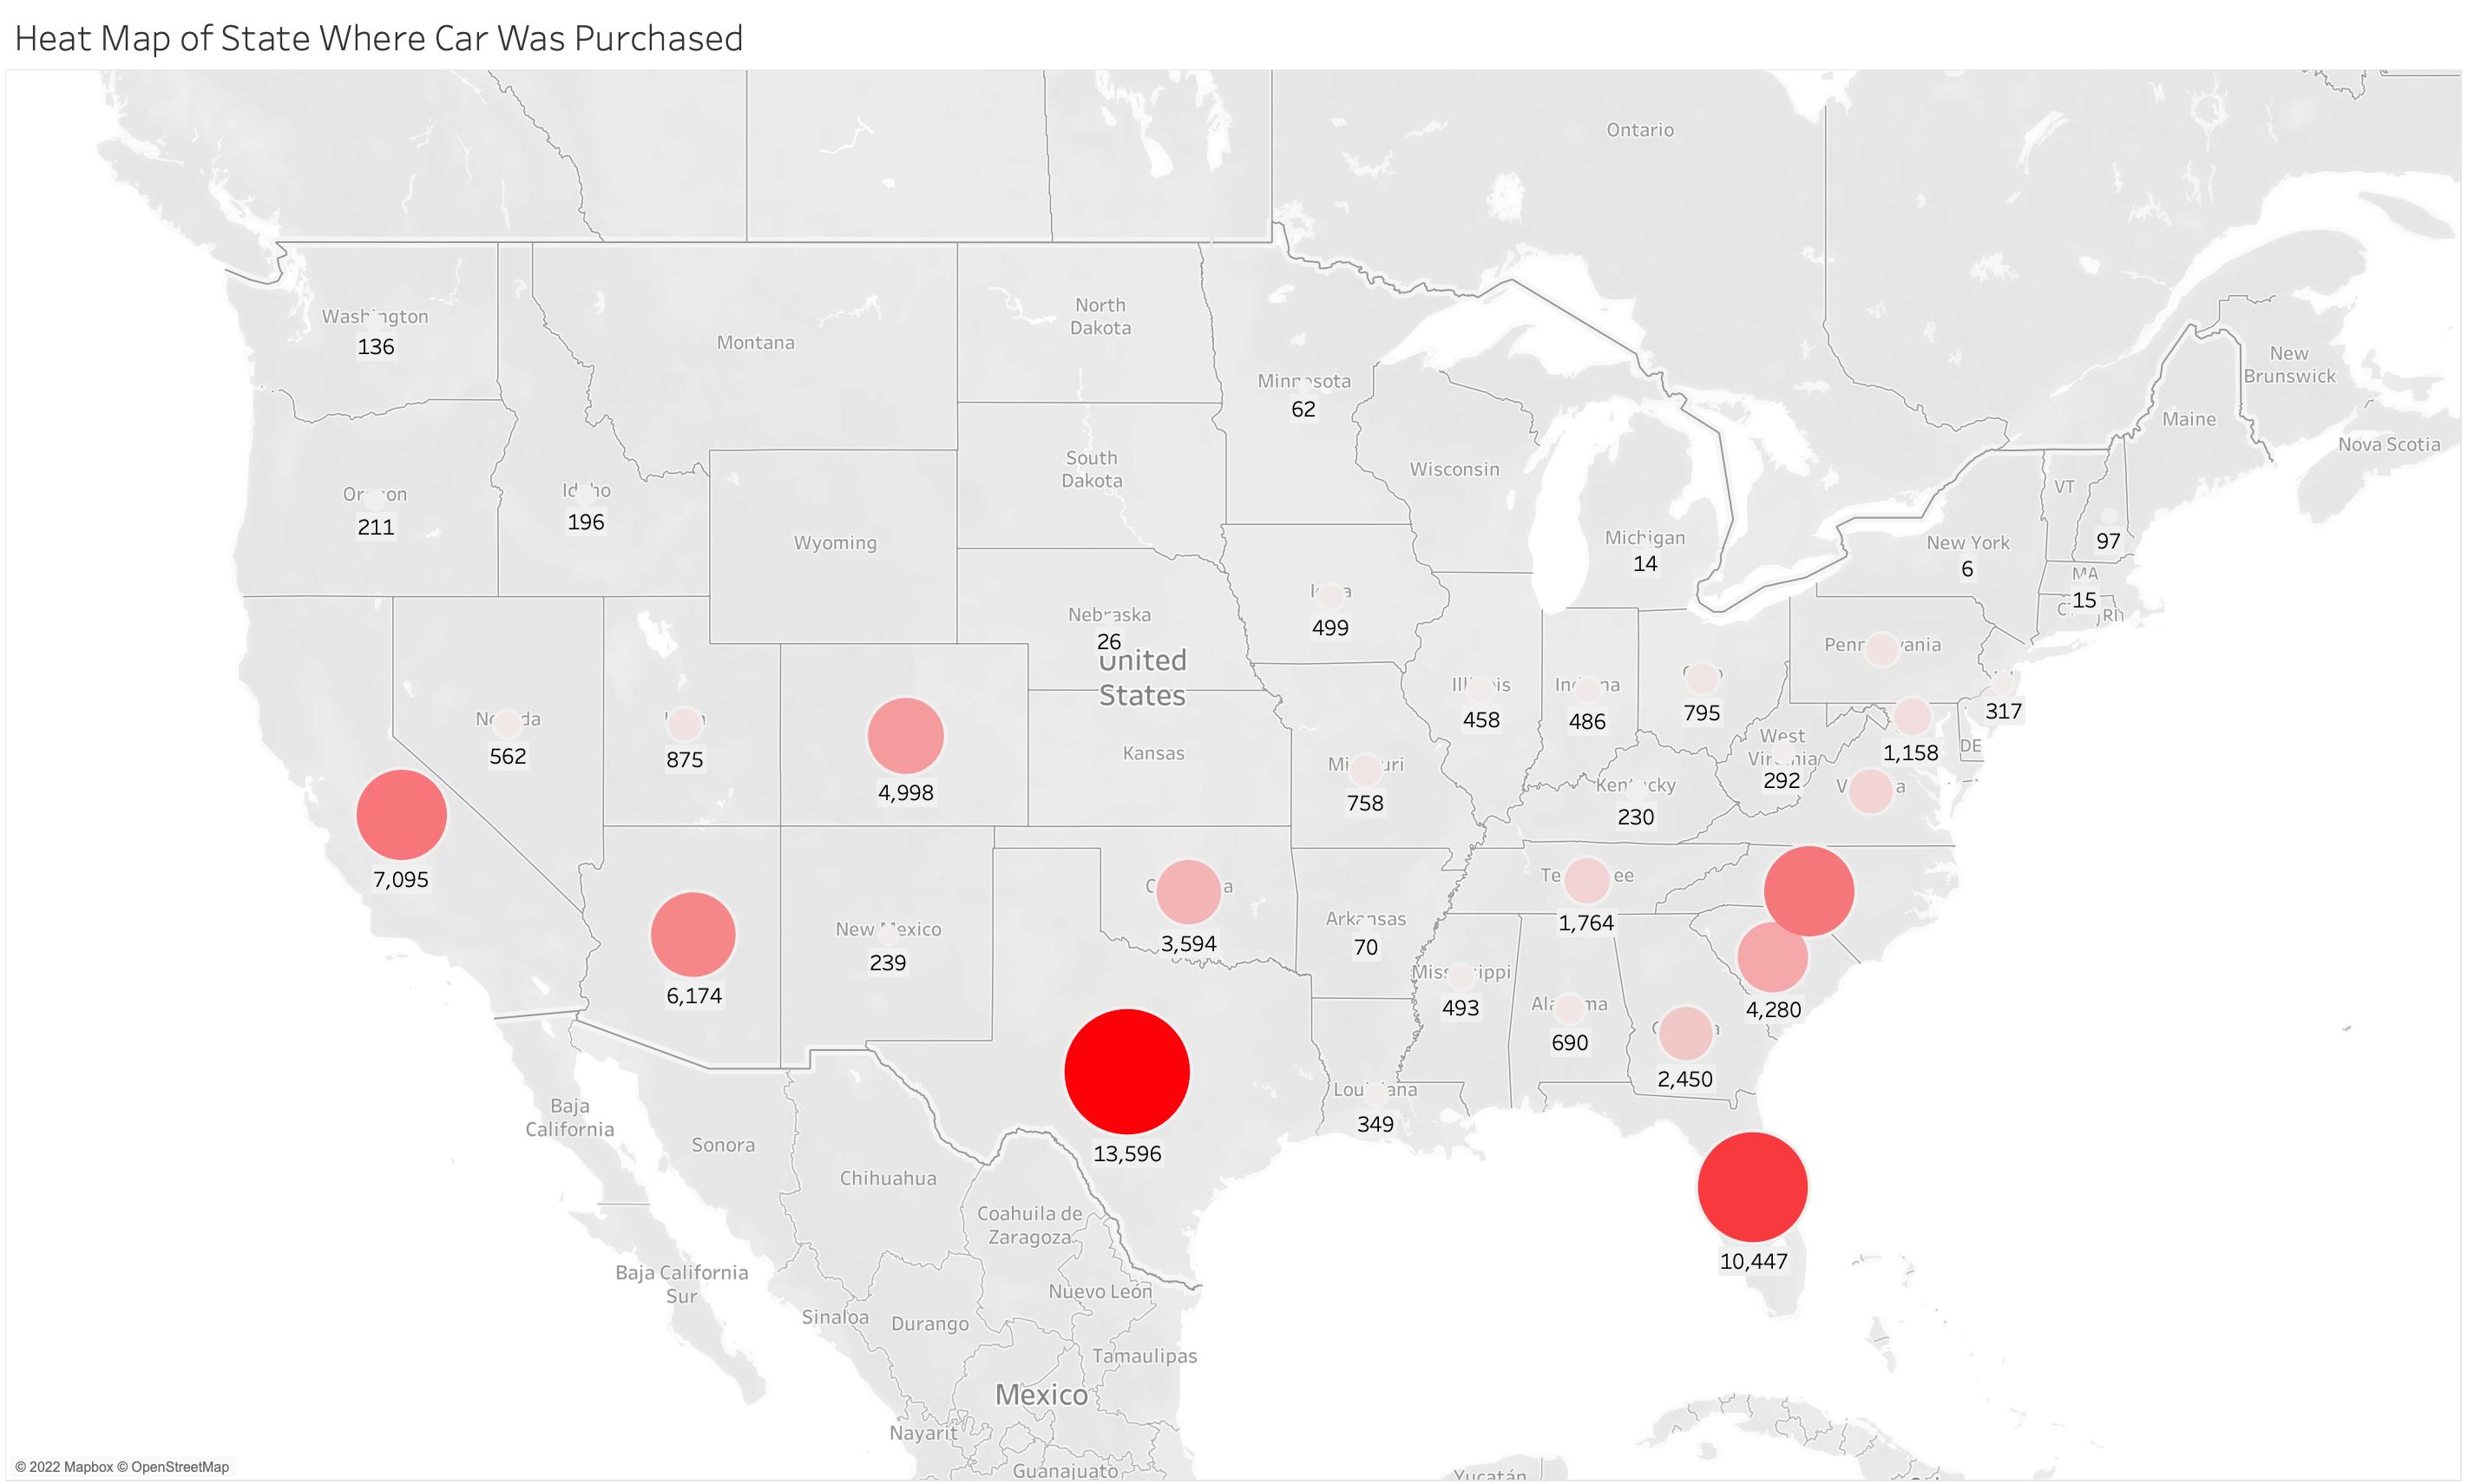 Heat Map of State Where Car Was Purchased
Ontario
Washington
136
Montana
North
Dakota
Minnesota
62
New
Brunswick
Maine
Nova Scotia
Oregon
211
Idaho
196
South
Dakota
Wisconsin
VT
Wyoming
Michigan
14
New York
6
97
MA
15
RI
Iowa
499
Nebraska
26
United
States
Pennsylvania
Nevada
562
875
4,998
Kansas
Illinois
458
Indiana
486
795
317
West
Virginia
292
1,158
DE
Missouri
758
Kentucky
230
Virginia
7,095
6,174
New Mexico
239
Oklahoma
3,594
Arkansas
70
Tennessee
1,764
Mississippi
493
Alabama
690
4,280
Georgia
2,450
Louisiana
349
13,596
10,447
Baja
California
Sonora
Chihuahua
Coahuila de
Zaragoza
Baja California
Sur
Nuevo León
Sinaloa
Durango
Tamaulipas
Mexico
Nayarit
Guanajuato
Yucatán
© 2022 Mapbox © OpenStreetMap